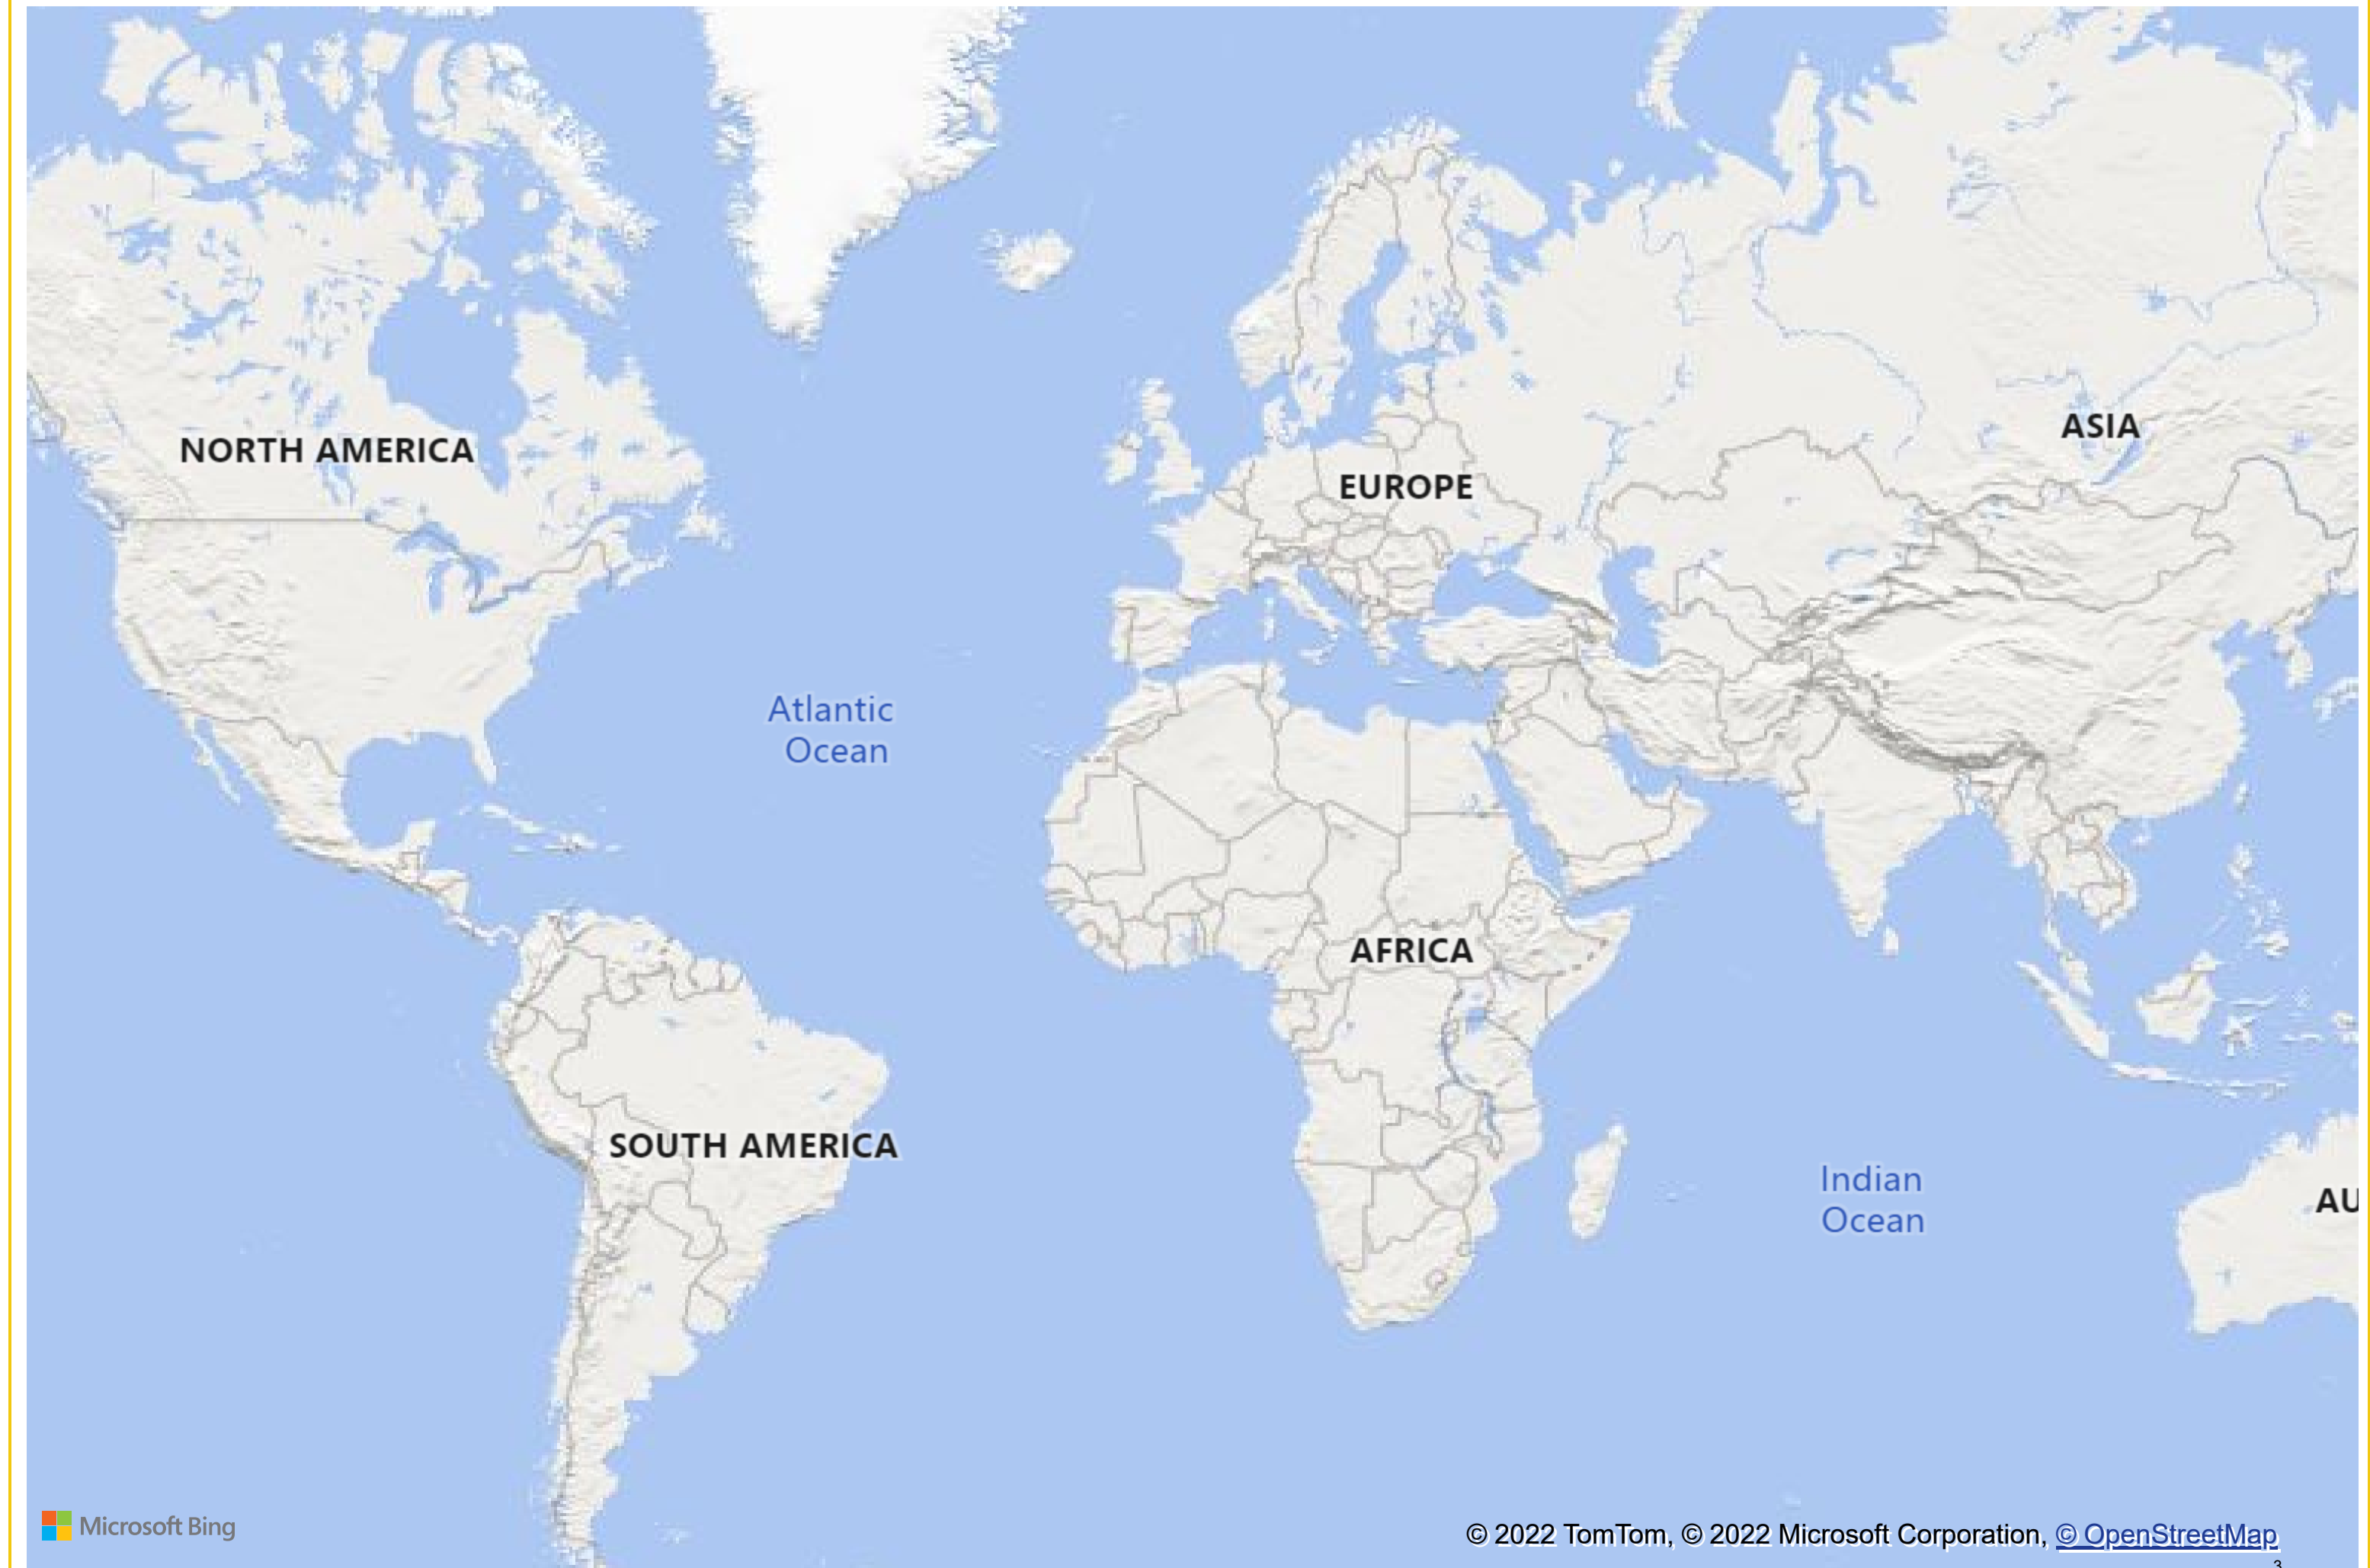 NORTH AMERICA
ASIA
EUROPE
Atlantic
Ocean
AFRICA
SOUTH AMERICA
Indian
Ocean
AU
Microsoft Bing
© 2022 TomTom, © 2022 Microsoft Corporation, © OpenStreetMap
3